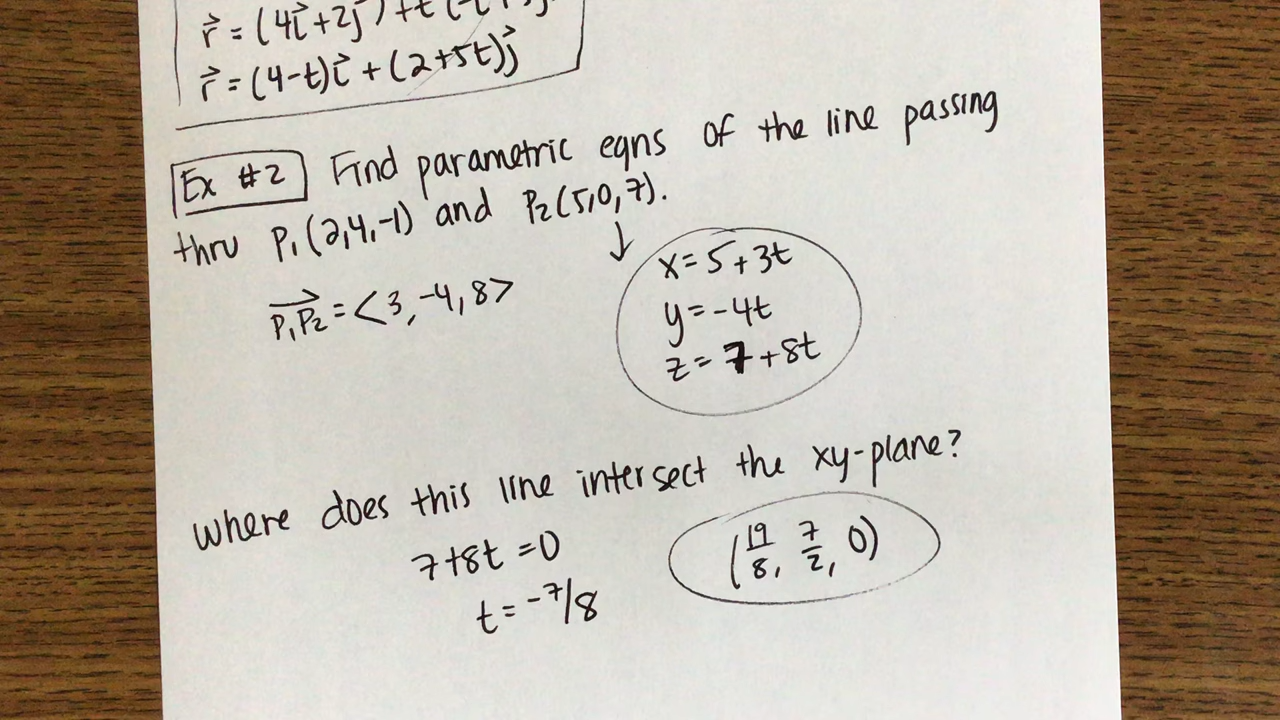 r⃗ = (4i⃗ + 2j⃗) + t(
r⃗ = (4-t)i⃗ + (2+5t)j⃗
Ex #2 Find parametric eqns of the line passing
thru P₁(2,4,-1) and P₂(5,0,7).
↓
x = 5+3t
P₁P₂ = <3,-4,8>
y = -4t
z = 7+8t
where does this line intersect the xy-plane?
7+8t = 0
(19/8, 7/2, 0)
t = -7/8